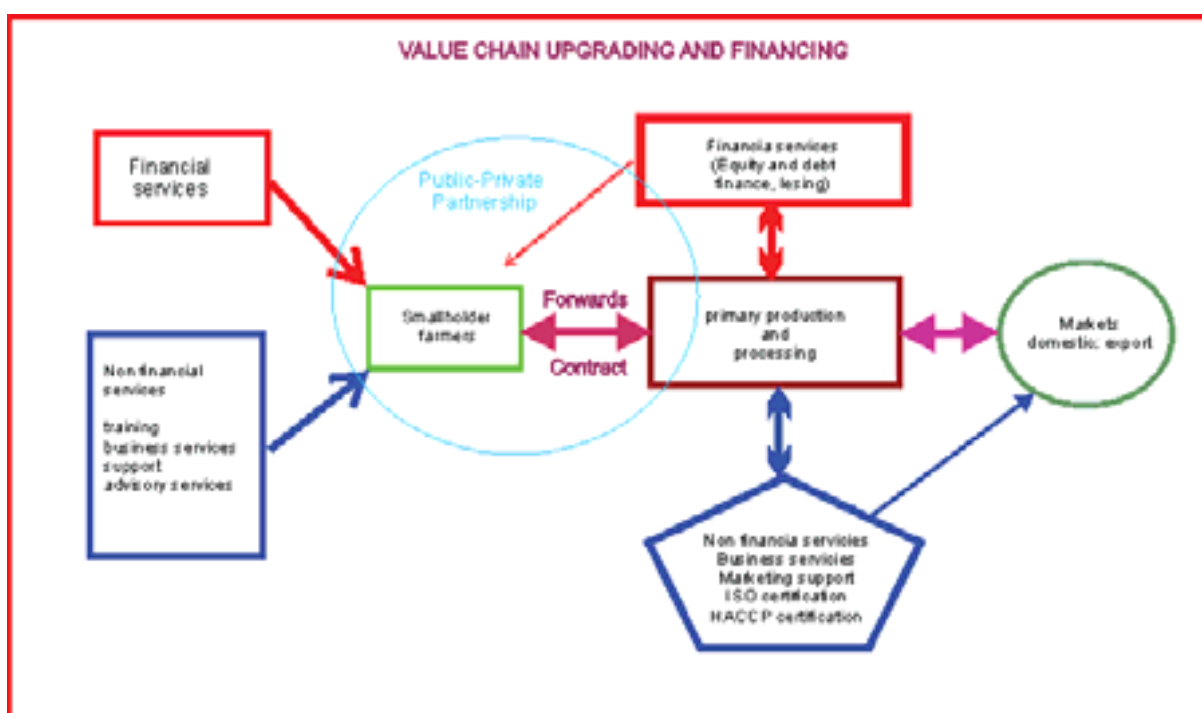 VALUE CHAIN UPGRADING AND FINANCING
Financial
services
Public-Private
Partnership
Financia services
(Equity and debt
finance, lesing)
Smallholder
farmers
Forwards
Contract
primary production
and
processing
Markets
domestic; export
Non financial
services
training
business services
support
advisory services
Non financia servicies
Business servicies
Marketing support
ISO certification
HACCP certification